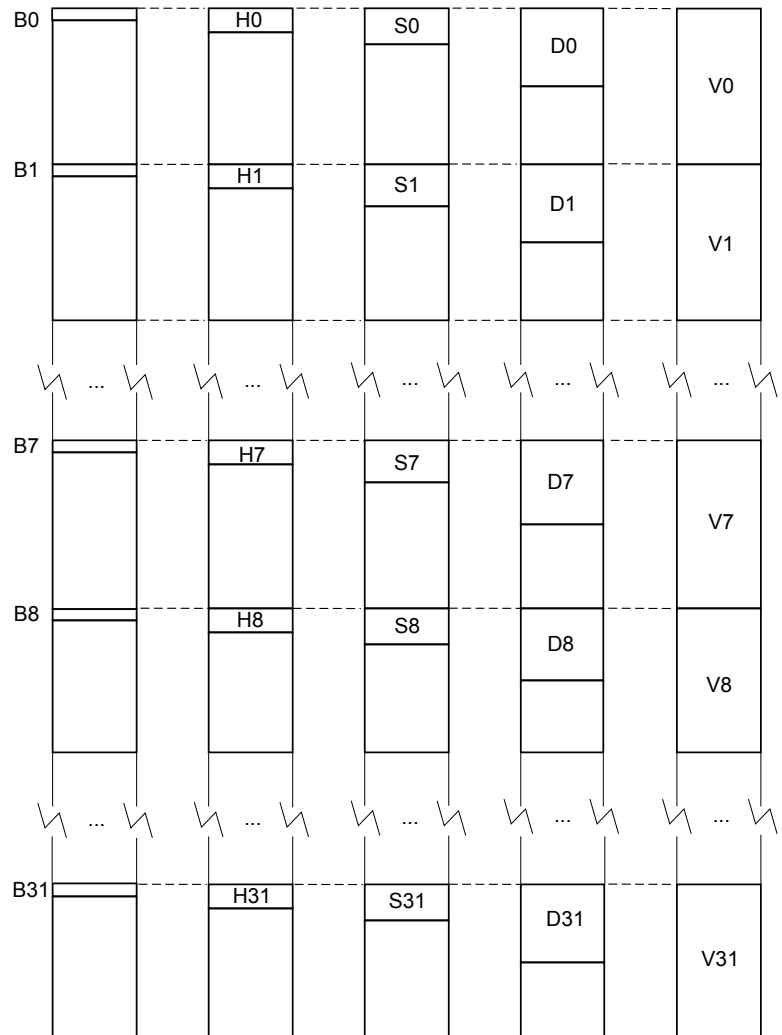 B0 H0 S0 D0 V0
B1 H1 S1 D1 V1
... ... ... ... ...
B7 H7 S7 D7 V7
B8 H8 S8 D8 V8
... ... ... ... ...
B31 H31 S31 D31 V31